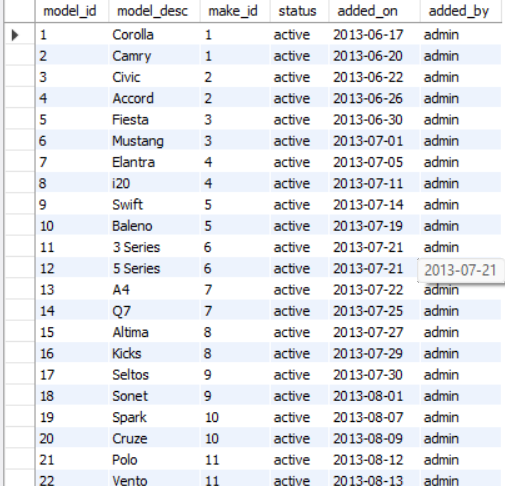 model_id model_desc make_id status added_on added_by
1 Corolla 1 active 2013-06-17 admin
2 Camry 1 active 2013-06-20 admin
3 Civic 2 active 2013-06-22 admin
4 Accord 2 active 2013-06-26 admin
5 Fiesta 3 active 2013-06-30 admin
6 Mustang 3 active 2013-07-01 admin
7 Elantra 4 active 2013-07-05 admin
8 i20 4 active 2013-07-11 admin
9 Swift 5 active 2013-07-14 admin
10 Baleno 5 active 2013-07-19 admin
11 3 Series 6 active 2013-07-21 admin
12 5 Series 6 active 2013-07-21 2013-07-21
13 A4 7 active 2013-07-22 admin
14 Q7 7 active 2013-07-25 admin
15 Altima 8 active 2013-07-27 admin
16 Kicks 8 active 2013-07-29 admin
17 Seltos 9 active 2013-07-30 admin
18 Sonet 9 active 2013-08-01 admin
19 Spark 10 active 2013-08-07 admin
20 Cruze 10 active 2013-08-09 admin
21 Polo 11 active 2013-08-12 admin
22 Vento 11 active 2013-08-13 admin